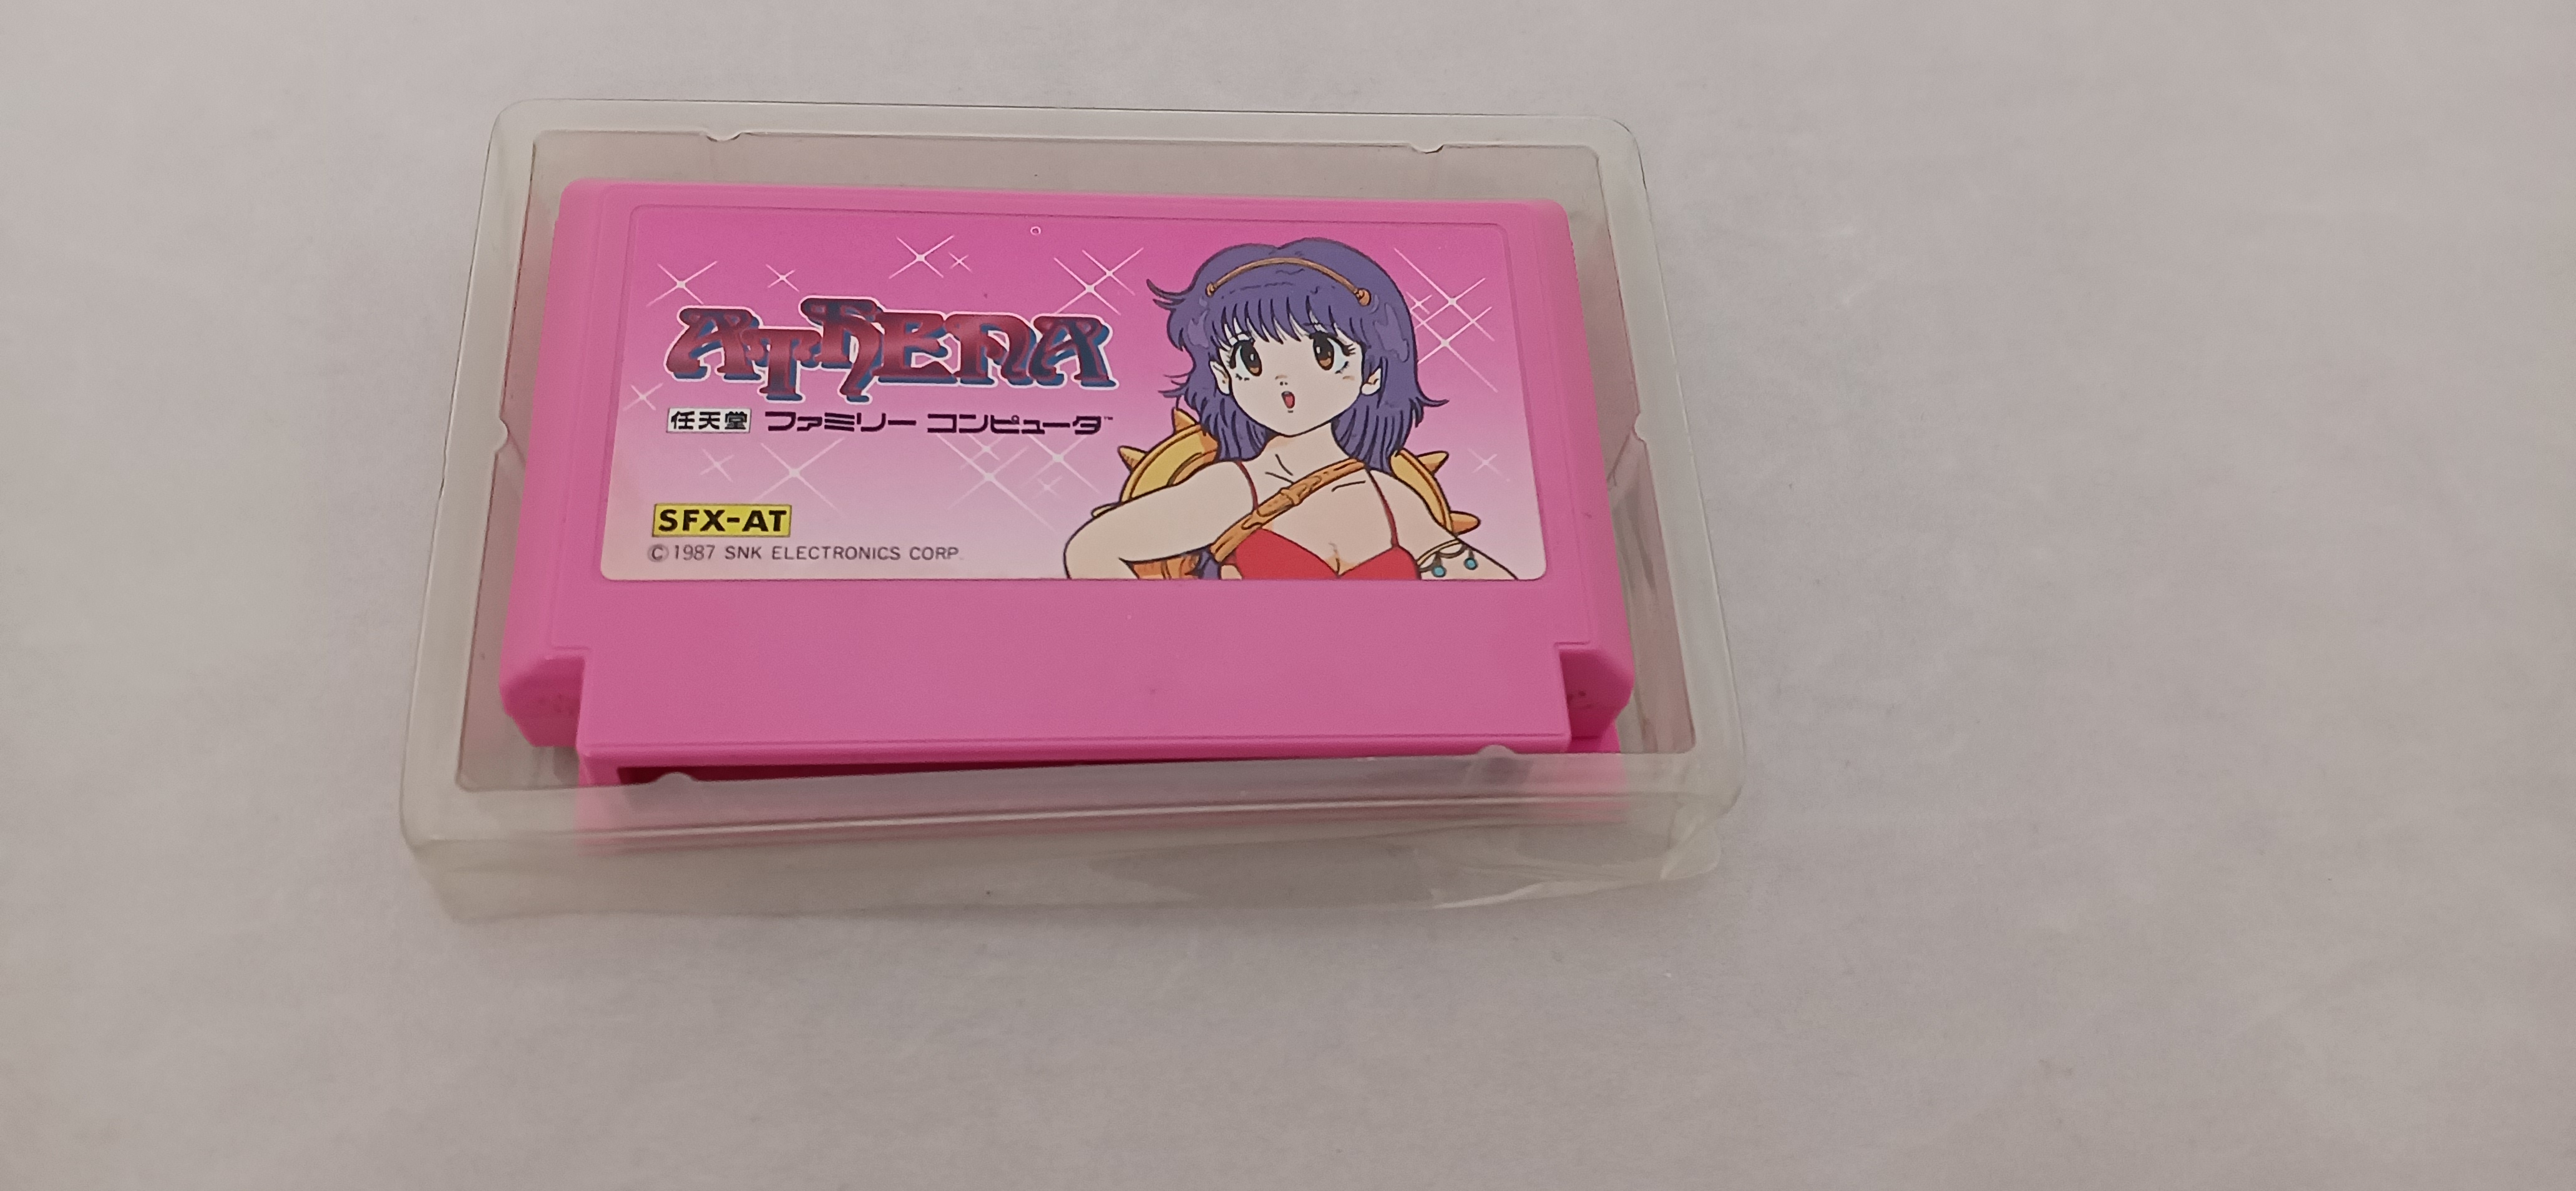 ATHENA
任天堂 ファミリー コンピュータ™
SFX-AT
©1987 SNK ELECTRONICS CORP.